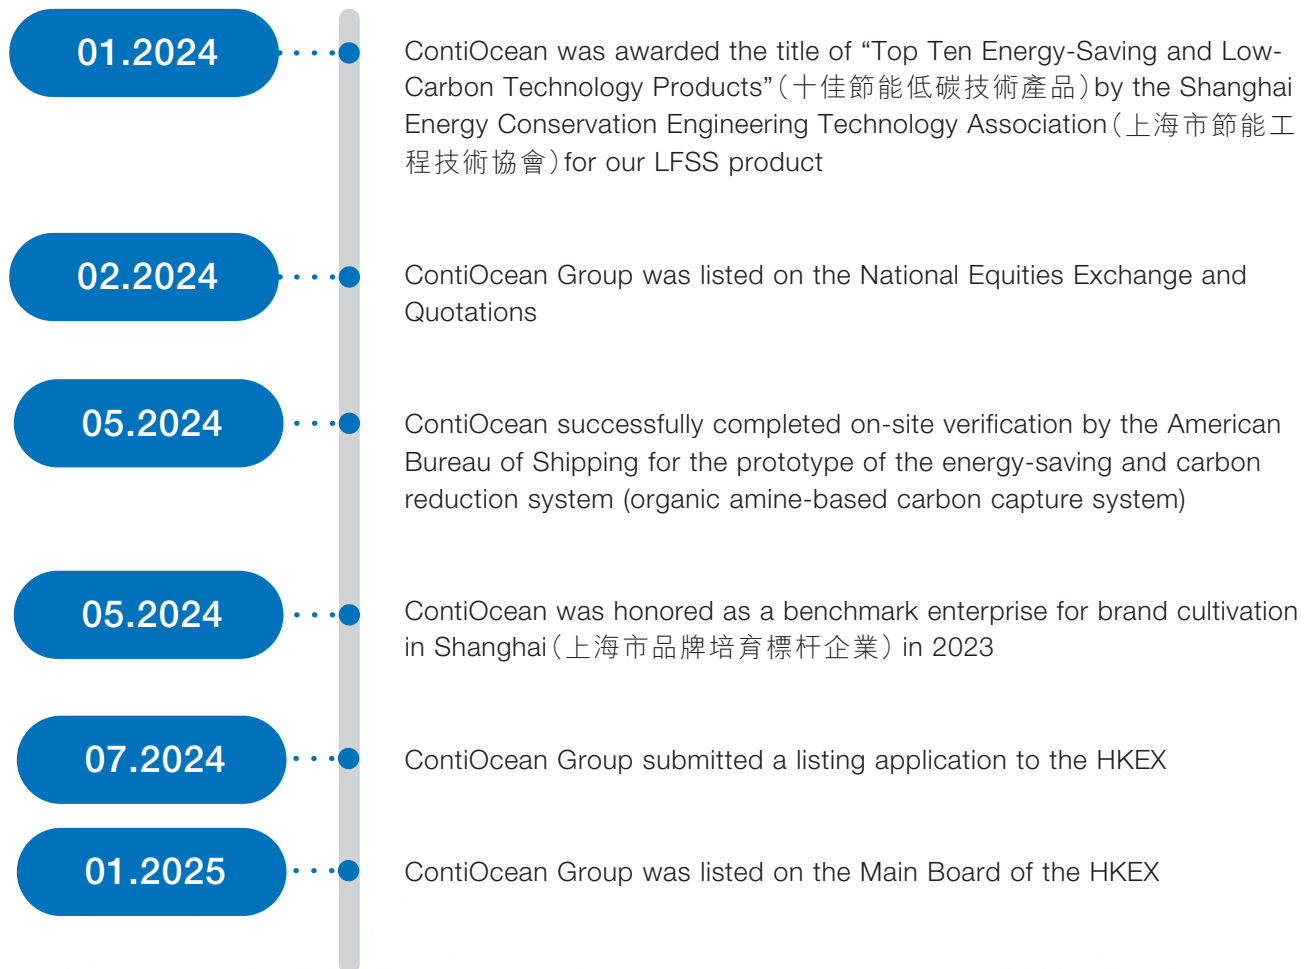 01.2024
ContiOcean was awarded the title of “Top Ten Energy-Saving and Low-
Carbon Technology Products”（十佳節能低碳技術產品）by the Shanghai
Energy Conservation Engineering Technology Association（上海市節能工
程技術協會）for our LFSS product
02.2024
ContiOcean Group was listed on the National Equities Exchange and
Quotations
05.2024
ContiOcean successfully completed on-site verification by the American
Bureau of Shipping for the prototype of the energy-saving and carbon
reduction system (organic amine-based carbon capture system)
05.2024
ContiOcean was honored as a benchmark enterprise for brand cultivation
in Shanghai（上海市品牌培育標杆企業）in 2023
07.2024
ContiOcean Group submitted a listing application to the HKEX
01.2025
ContiOcean Group was listed on the Main Board of the HKEX